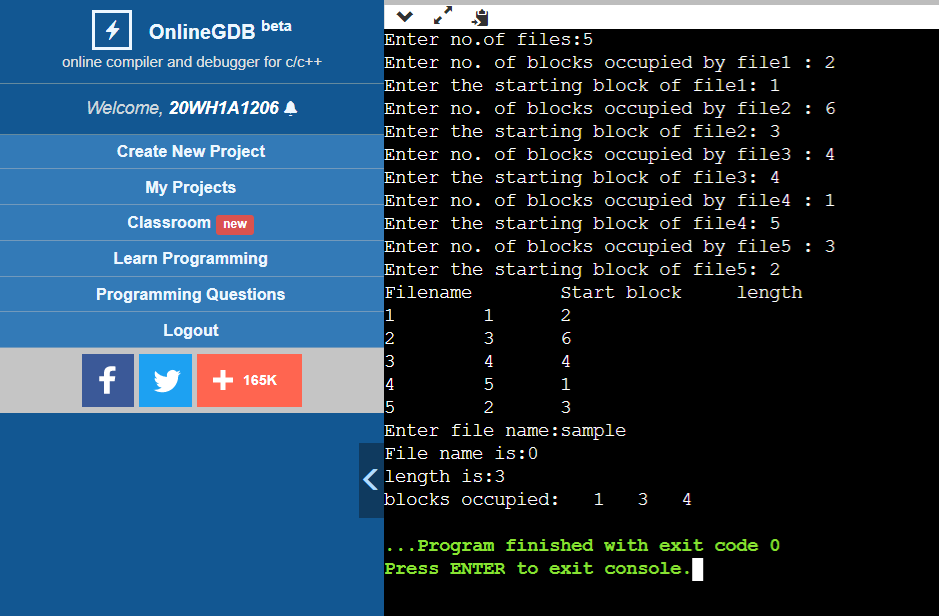 OnlineGDB beta
online compiler and debugger for c/c++
Welcome, 20WH1A1206
Create New Project
My Projects
Classroom new
Learn Programming
Programming Questions
Logout
165K
Enter no.of files:5
Enter no. of blocks occupied by file1 : 2
Enter the starting block of file1: 1
Enter no. of blocks occupied by file2 : 6
Enter the starting block of file2: 3
Enter no. of blocks occupied by file3 : 4
Enter the starting block of file3: 4
Enter no. of blocks occupied by file4 : 1
Enter the starting block of file4: 5
Enter no. of blocks occupied by file5 : 3
Enter the starting block of file5: 2
Filename        Start block     length
1        1      2
2        3      6
3        4      4
4        5      1
5        2      3
Enter file name:sample
File name is:0
length is:3
blocks occupied:   1   3   4
...Program finished with exit code 0
Press ENTER to exit console.